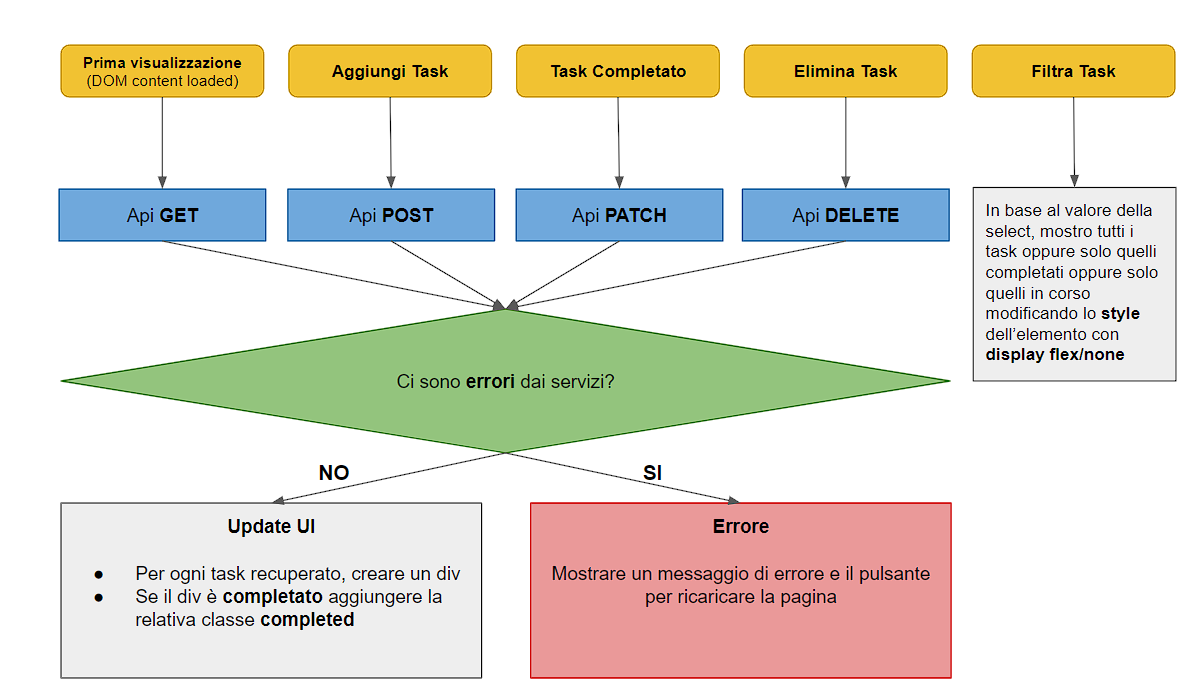 Prima visualizzazione
(DOM content loaded)
Aggiungi Task
Task Completato
Elimina Task
Filtra Task
Api GET
Api POST
Api PATCH
Api DELETE
In base al valore della
select, mostro tutti i
task oppure solo quelli
completati oppure solo
quelli in corso
modificando lo style
dell'elemento con
display flex/none
Ci sono errori dai servizi?
NO
SI
Update UI
● Per ogni task recuperato, creare un div
● Se il div è completato aggiungere la
relativa classe completed
Errore
Mostrare un messaggio di errore e il pulsante
per ricaricare la pagina